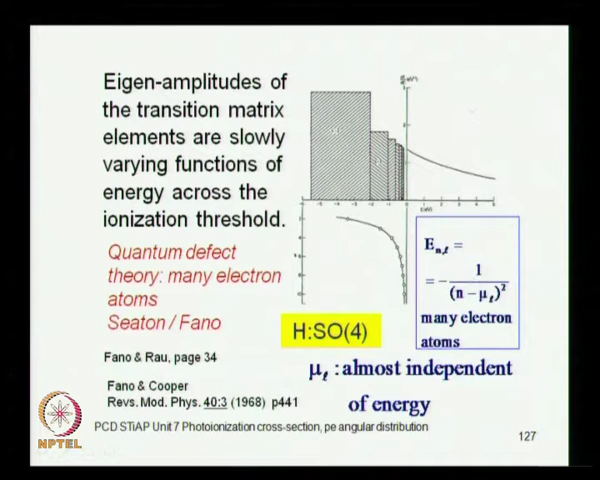 Eigen-amplitudes of
the transition matrix
elements are slowly
varying functions of
energy across the
ionization threshold.
Quantum defect
theory: many electron
atoms
Seaton / Fano
Fano & Rau, page 34
Fano & Cooper
Revs. Mod. Phys. 40:3 (1968) p441
H:SO(4)
E_{n,ℓ} =
= - 1 / (n - μ_ℓ)²
many electron
atoms
μ_ℓ : almost independent
of energy
PCD STiAP Unit 7 Photoionization cross-section, pe angular distribution
127
NPTEL